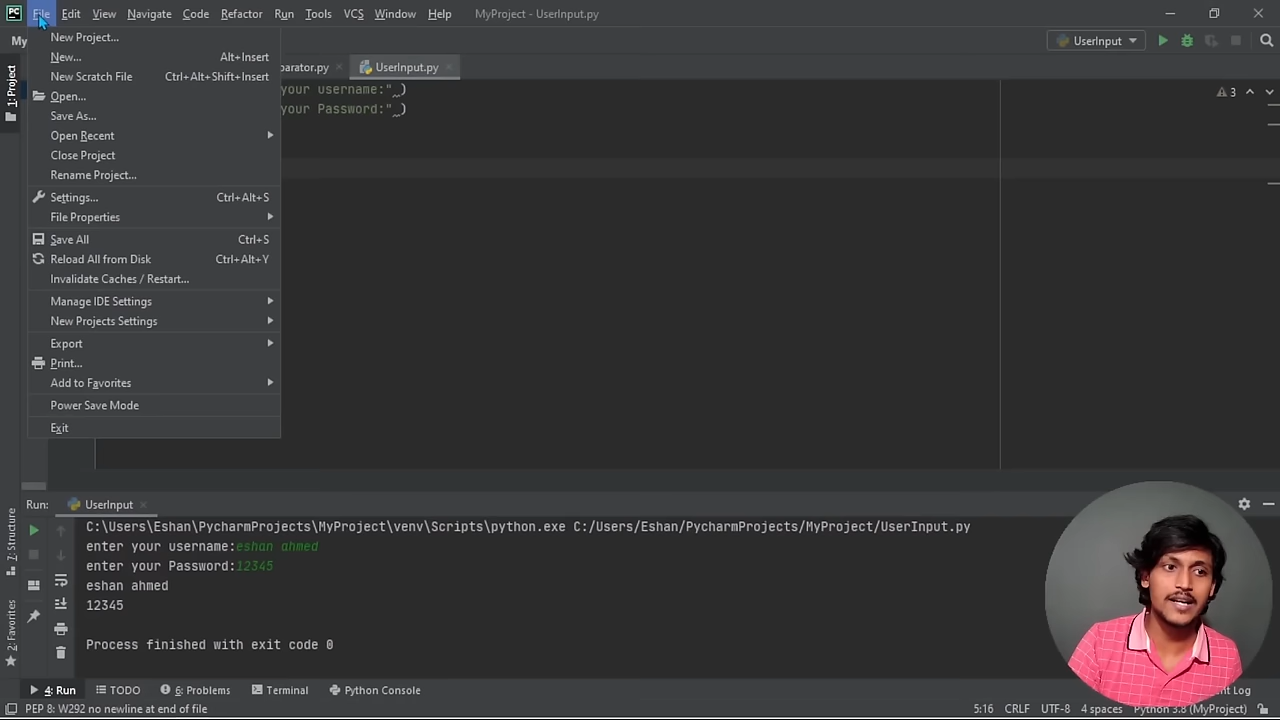 PC File Edit View Navigate Code Refactor Run Tools VCS Window Help MyProject - UserInput.py
My
UserInput
New Project...
New... Alt+Insert
New Scratch File Ctrl+Alt+Shift+Insert
Open...
Save As...
Open Recent
Close Project
Rename Project...
Settings... Ctrl+Alt+S
File Properties
Save All Ctrl+S
Reload All from Disk Ctrl+Alt+Y
Invalidate Caches / Restart...
Manage IDE Settings
New Projects Settings
Export
Print...
Add to Favorites
Power Save Mode
Exit
parator.py UserInput.py
your username:" )
your Password:" )
3
1: Project
7: Structure
2: Favorites
Run: UserInput
C:\Users\Eshan\PycharmProjects\MyProject\venv\Scripts\python.exe C:/Users/Eshan/PycharmProjects/MyProject/UserInput.py
enter your username:eshan ahmed
enter your Password:12345
eshan ahmed
12345
Process finished with exit code 0
4: Run TODO 6: Problems Terminal Python Console nt Log
PEP 8: W292 no newline at end of file 5:16 CRLF UTF-8 4 spaces Python 3.8 (MyProject)